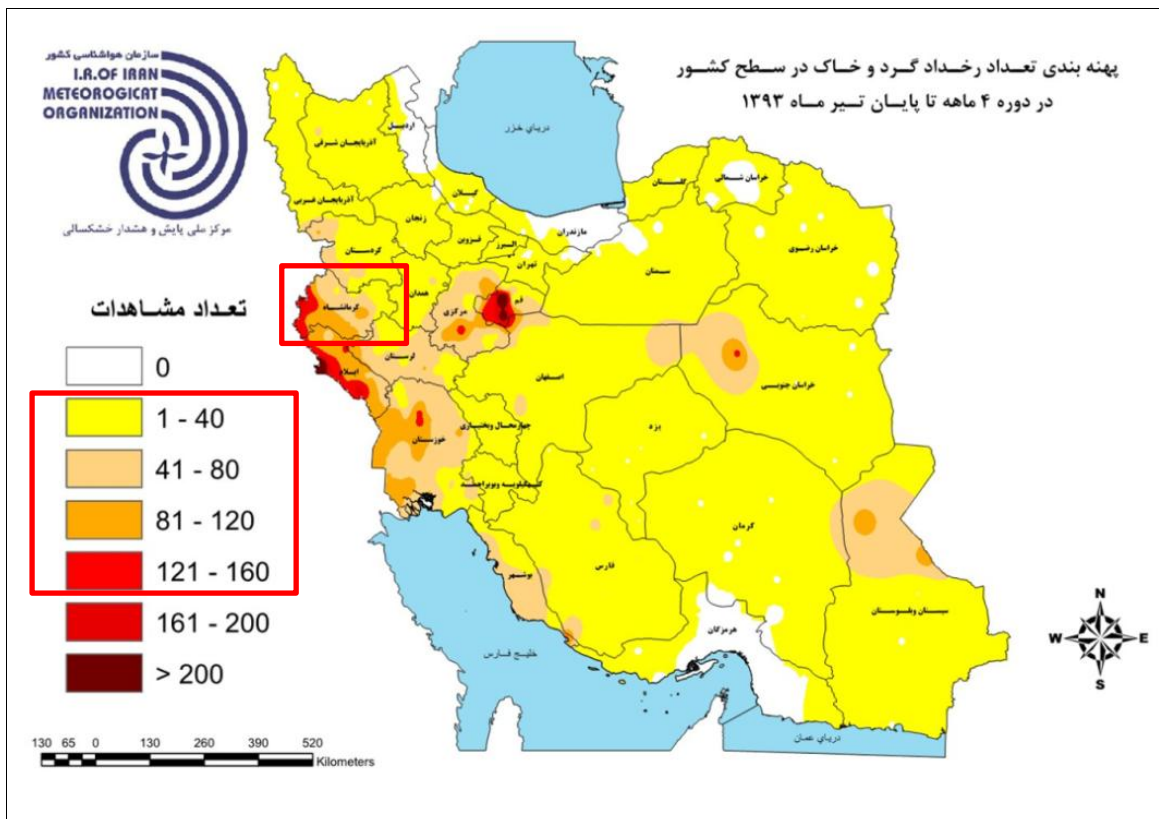 سازمان هواشناسی کشور
I.R.OF IRAN
METEOROGICAT
ORGANIZATION
مرکز ملی پایش و هشدار خشکسالی
پهنه بندی تعداد رخداد گرد و خاک در سطح کشور
در دوره ۴ ماهه تا پایان تیر ماه ۱۳۹۳
دریای خزر
اردبیل
آذربایجان شرقی
آذربایجان غربی
گیلان
زنجان
قزوین
البرز
تهران
مازندران
گلستان
خراسان شمالی
خراسان رضوی
سمنان
کردستان
همدان
کرمانشاه
مرکزی
قم
لرستان
ایلام
اصفهان
خراسان جنوبی
خوزستان
چهارمحال وبختیاری
یزد
کهگیلویه وبویراحمد
فارس
کرمان
بوشهر
هرمزگان
سیستان وبلوچستان
خلیج فارس
دریای عمان
تعداد مشاهدات
0
1 - 40
41 - 80
81 - 120
121 - 160
161 - 200
> 200
130 65 0 130 260 390 520
Kilometers
N
W E
S